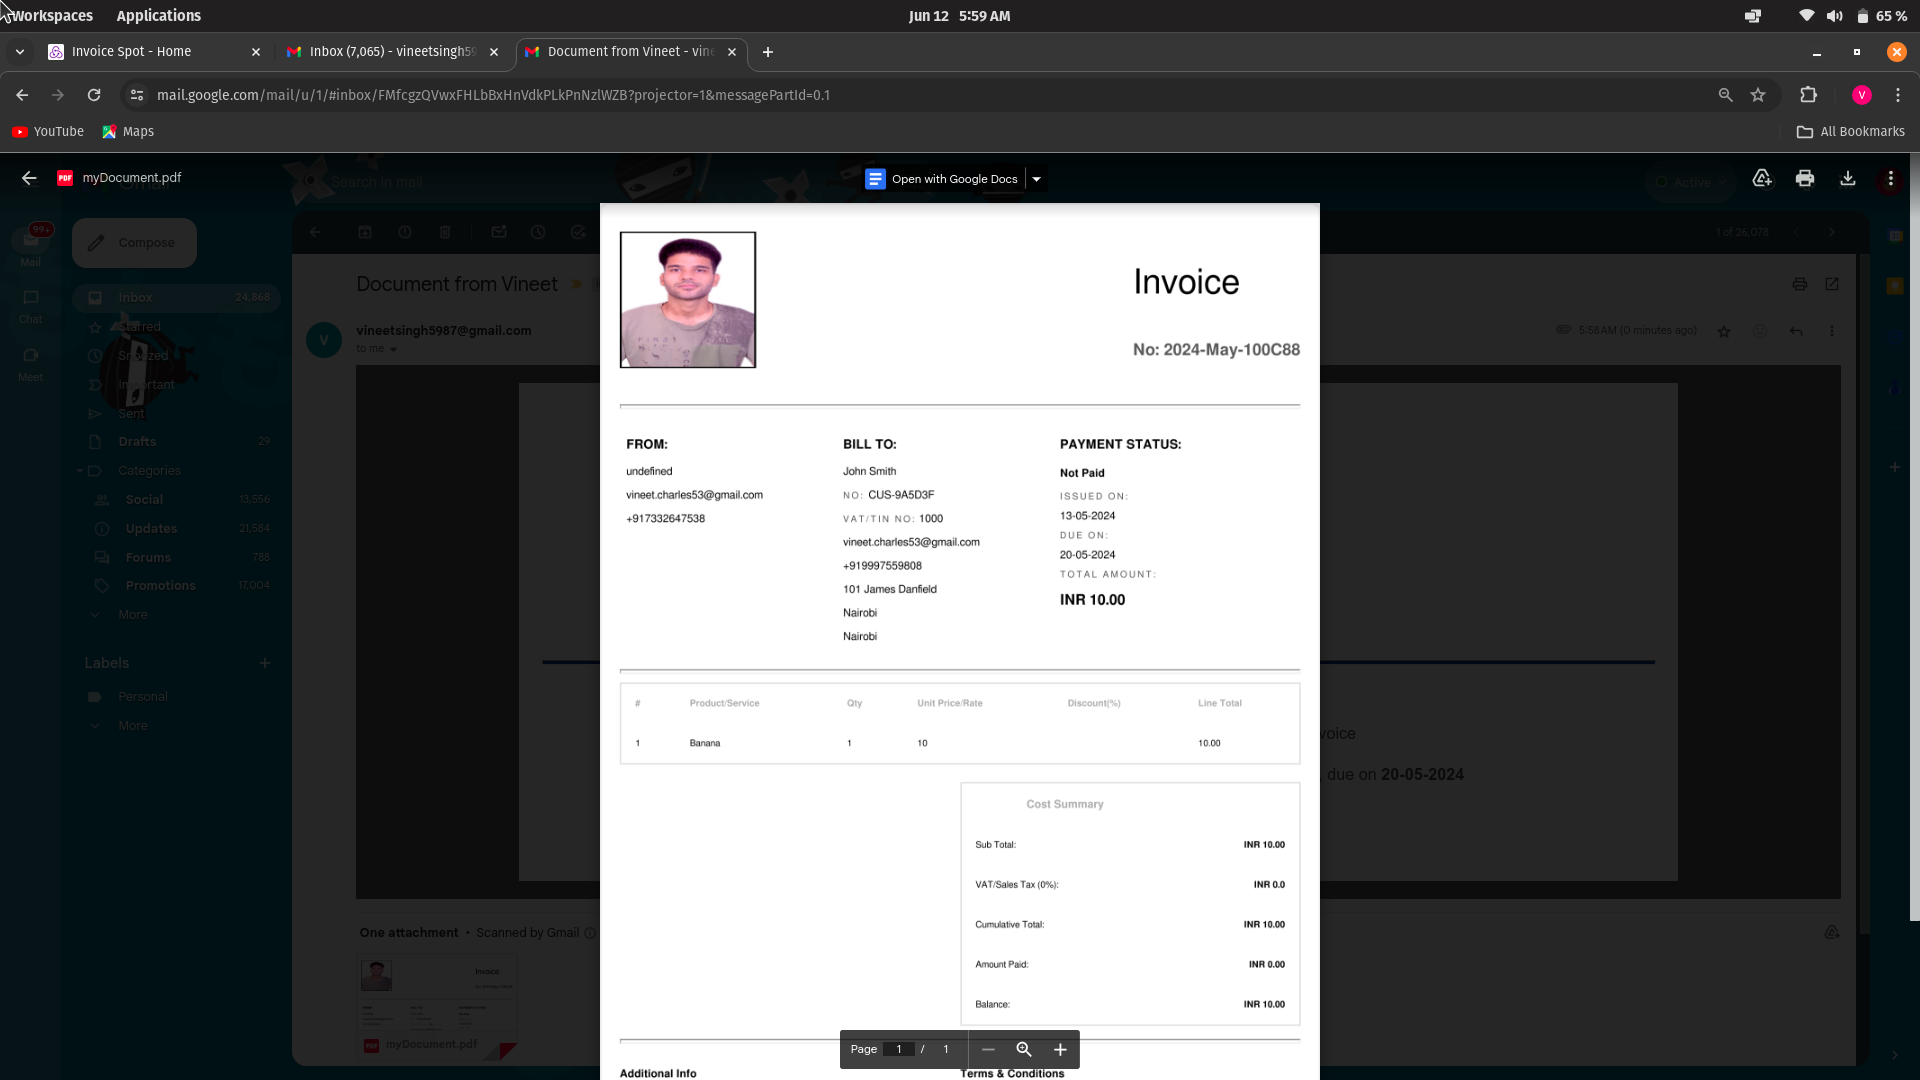 Workspaces Applications Jun 12 5:59 AM 65 %
Invoice Spot - Home Inbox (7,065) - vineetsingh59 Document from Vineet - vine
mail.google.com/mail/u/1/#inbox/FMfcgzQVwxFHLbBxHnVdkPLkPnNzlWZB?projector=1&messagePartId=0.1
YouTube Maps All Bookmarks
PDF myDocument.pdf Search in mail Open with Google Docs Active
99+ Compose
Mail
1 of 26,078
Chat
Meet
Inbox 24,868
Starred
Snoozed
Important
Sent
Drafts 29
Categories
Social 13,556
Updates 21,584
Forums 788
Promotions 17,004
More
Labels
Personal
More
Document from Vineet
V vineetsingh5987@gmail.com 5:58 AM (0 minutes ago)
to me
Invoice
No: 2024-May-100C88
FROM:
undefined
vineet.charles53@gmail.com
+917332647538
BILL TO:
John Smith
NO: CUS-9A5D3F
VAT/TIN NO: 1000
vineet.charles53@gmail.com
+919997559808
101 James Danfield
Nairobi
Nairobi
PAYMENT STATUS:
Not Paid
ISSUED ON:
13-05-2024
DUE ON:
20-05-2024
TOTAL AMOUNT:
INR 10.00
# Product/Service Qty Unit Price/Rate Discount(%) Line Total
1 Banana 1 10 10.00
voice
, due on 20-05-2024
Cost Summary
Sub Total: INR 10.00
VAT/Sales Tax (0%): INR 0.0
Cumulative Total: INR 10.00
Amount Paid: INR 0.00
Balance: INR 10.00
One attachment • Scanned by Gmail
Invoice
PDF myDocument.pdf
Page 1 / 1
Additional Info Terms & Conditions